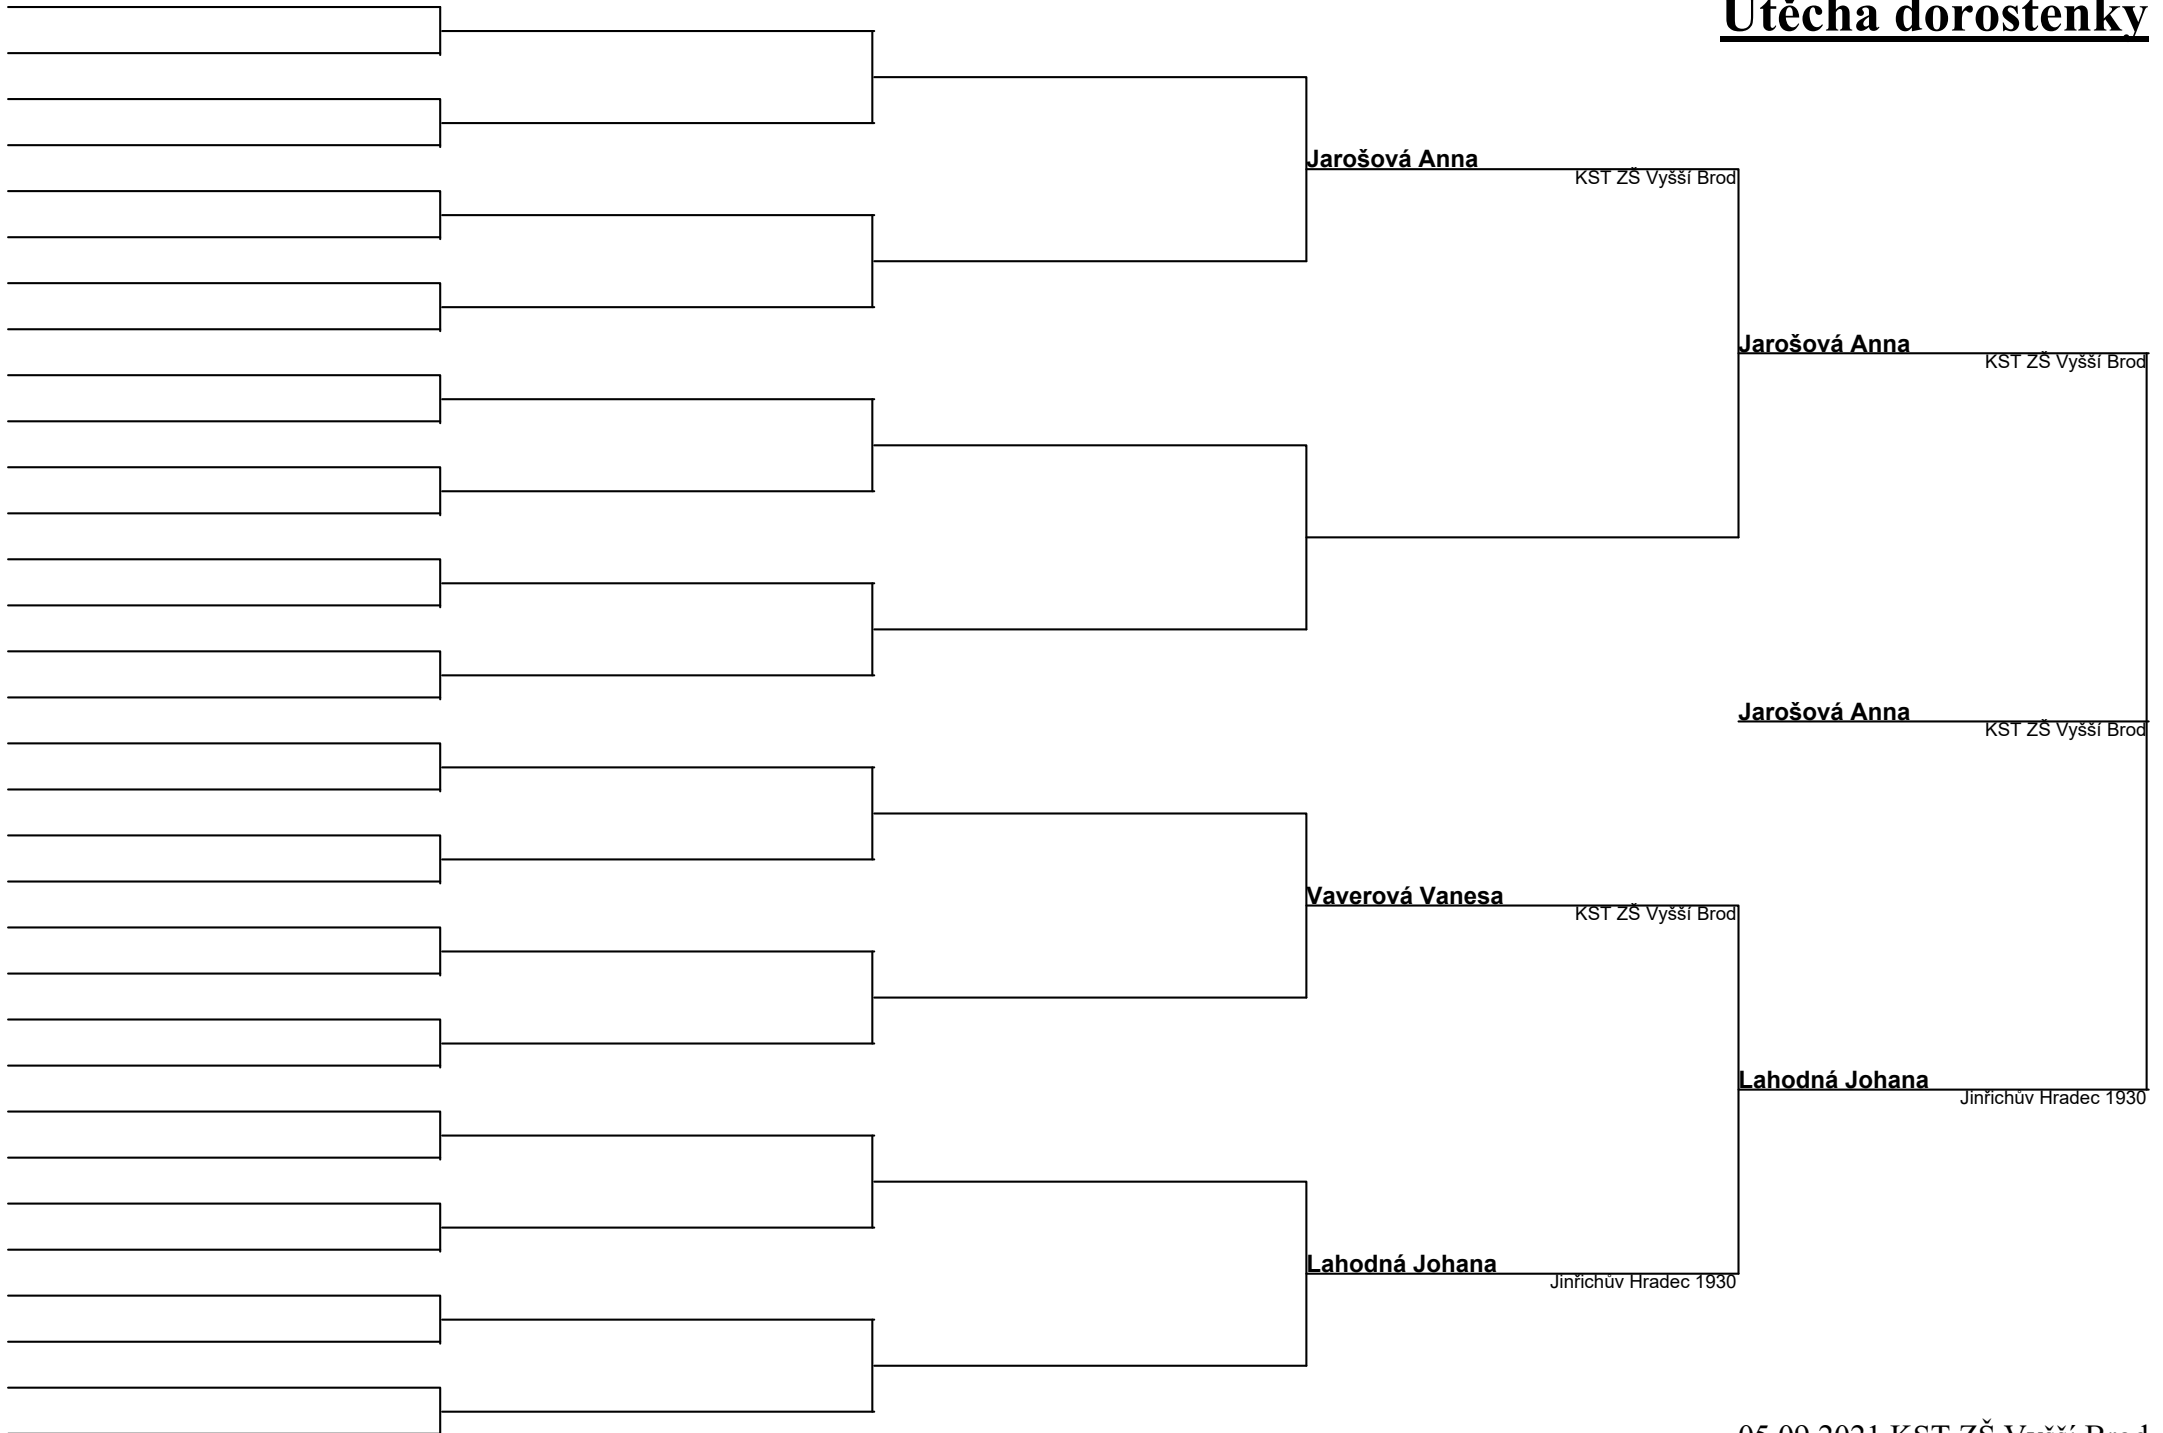 Útěcha dorostenky
Jarošová Anna
KST ZŠ Vyšší Brod
Jarošová Anna
KST ZŠ Vyšší Brod
Jarošová Anna
KST ZŠ Vyšší Brod
Vaverová Vanesa
KST ZŠ Vyšší Brod
Lahodná Johana
Jinřichův Hradec 1930
Lahodná Johana
Jinřichův Hradec 1930
05.09.2021 KST ZŠ Vyšší Brod